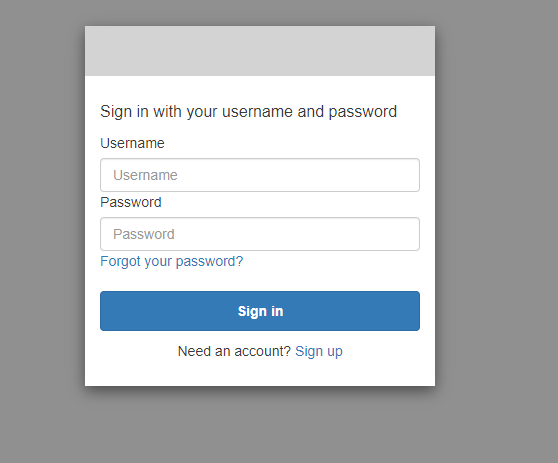 Sign in with your username and password
Username
Username
Password
Password
Forgot your password?
Sign in
Need an account? Sign up